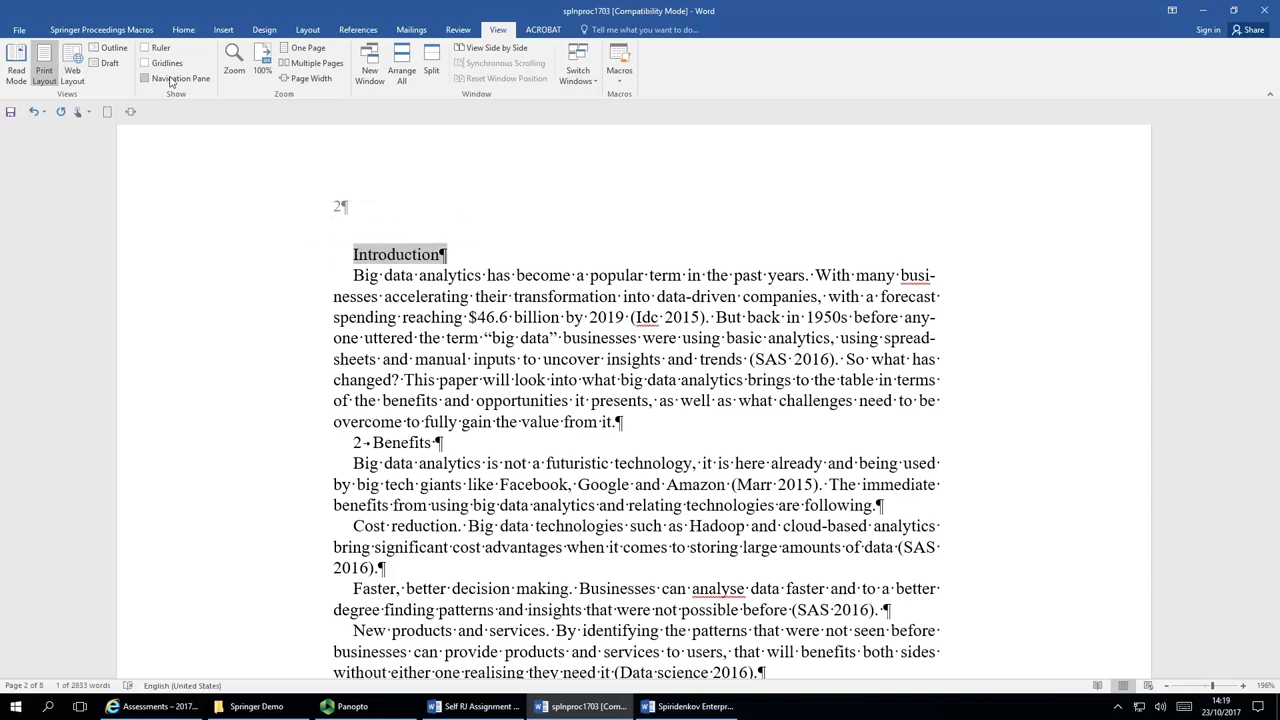 splnproc1703 [Compatibility Mode] - Word
File Springer Proceedings Macros Home Insert Design Layout References Mailings Review View ACROBAT Tell me what you want to do... Sign in Share
Read Mode
Print Layout
Web Layout
Outline
Draft
Views
Ruler
Gridlines
Navigation Pane
Show
Zoom
100%
One Page
Multiple Pages
Page Width
Zoom
New Window
Arrange All
Split
View Side by Side
Synchronous Scrolling
Reset Window Position
Window
Switch Windows
Macros
Macros
2¶
Introduction¶
Big·data·analytics·has·become·a·popular·term·in·the·past·years.·With·many·busi-
nesses·accelerating·their·transformation·into·data-driven·companies,·with·a·forecast·
spending·reaching·$46.6·billion·by·2019·(Idc·2015).·But·back·in·1950s·before·any-
one·uttered·the·term·“big·data”·businesses·were·using·basic·analytics,·using·spread-
sheets·and·manual·inputs·to·uncover·insights·and·trends·(SAS·2016).·So·what·has·
changed?·This·paper·will·look·into·what·big·data·analytics·brings·to·the·table·in·terms·
of·the·benefits·and·opportunities·it·presents,·as·well·as·what·challenges·need·to·be·
overcome·to·fully·gain·the·value·from·it.¶
2→Benefits·¶
Big·data·analytics·is·not·a·futuristic·technology,·it·is·here·already·and·being·used·
by·big·tech·giants·like·Facebook,·Google·and·Amazon·(Marr·2015).·The·immediate·
benefits·from·using·big·data·analytics·and·relating·technologies·are·following.¶
Cost·reduction.·Big·data·technologies·such·as·Hadoop·and·cloud-based·analytics·
bring·significant·cost·advantages·when·it·comes·to·storing·large·amounts·of·data·(SAS·
2016).¶
Faster,·better·decision·making.·Businesses·can·analyse·data·faster·and·to·a·better·
degree·finding·patterns·and·insights·that·were·not·possible·before·(SAS·2016).·¶
New·products·and·services.·By·identifying·the·patterns·that·were·not·seen·before·
businesses·can·provide·products·and·services·to·users,·that·will·benefits·both·sides·
without·either·one·realising·they·need·it·(Data·science·2016).¶
Page 2 of 8 1 of 2833 words English (United States) 196%
Assessments – 2017... Springer Demo Panopto Self RJ Assignment ... splnproc1703 [Com... Spiridenkov Enterpr...
14:19
23/10/2017